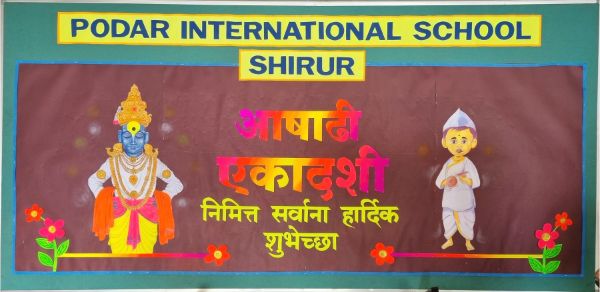 PODAR INTERNATIONAL SCHOOL
SHIRUR
आषाढी
एकादशी
निमित्त सर्वाना हार्दिक
शुभेच्छा